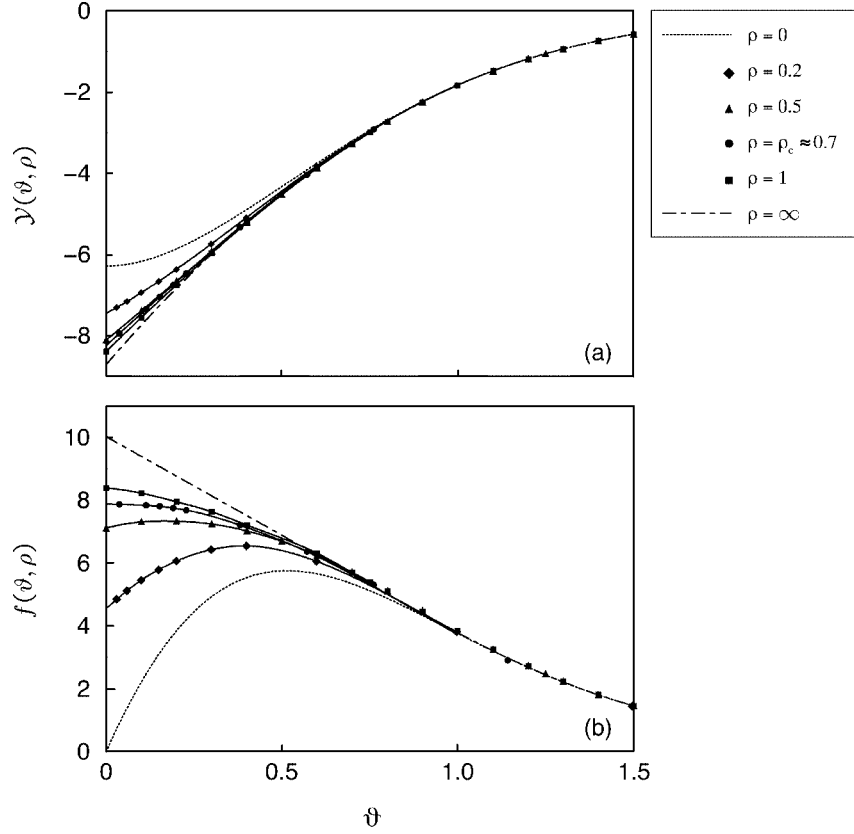 0
−2
−4
−6
−8
𝒴(ϑ, ρ)
(a)
ρ = 0
ρ = 0.2
ρ = 0.5
ρ = ρc ≈ 0.7
ρ = 1
ρ = ∞
10
8
6
4
2
0
f(ϑ, ρ)
(b)
0 0.5 1.0 1.5
ϑ